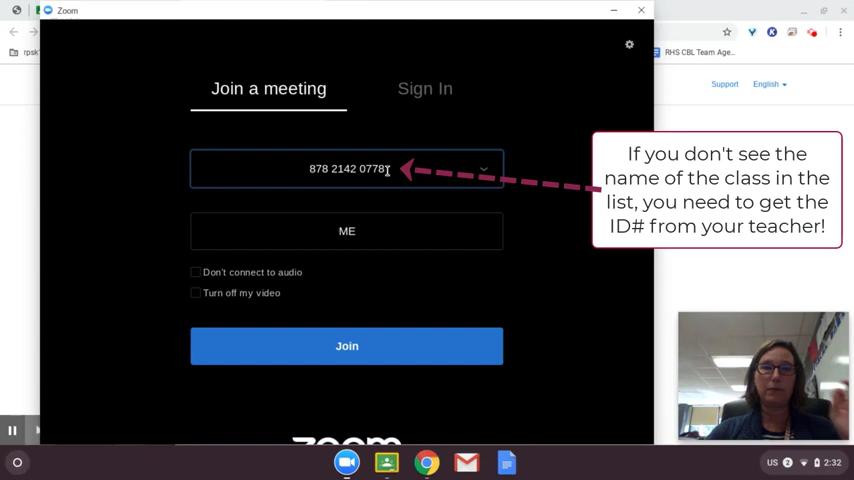 Zoom
rpsk
RHS CBL Team Age...
Support
English
Join a meeting
Sign In
878 2142 0778
If you don't see the
name of the class in the
list, you need to get the
ID# from your teacher!
ME
Don't connect to audio
Turn off my video
Join
zoom
US 2 2:32